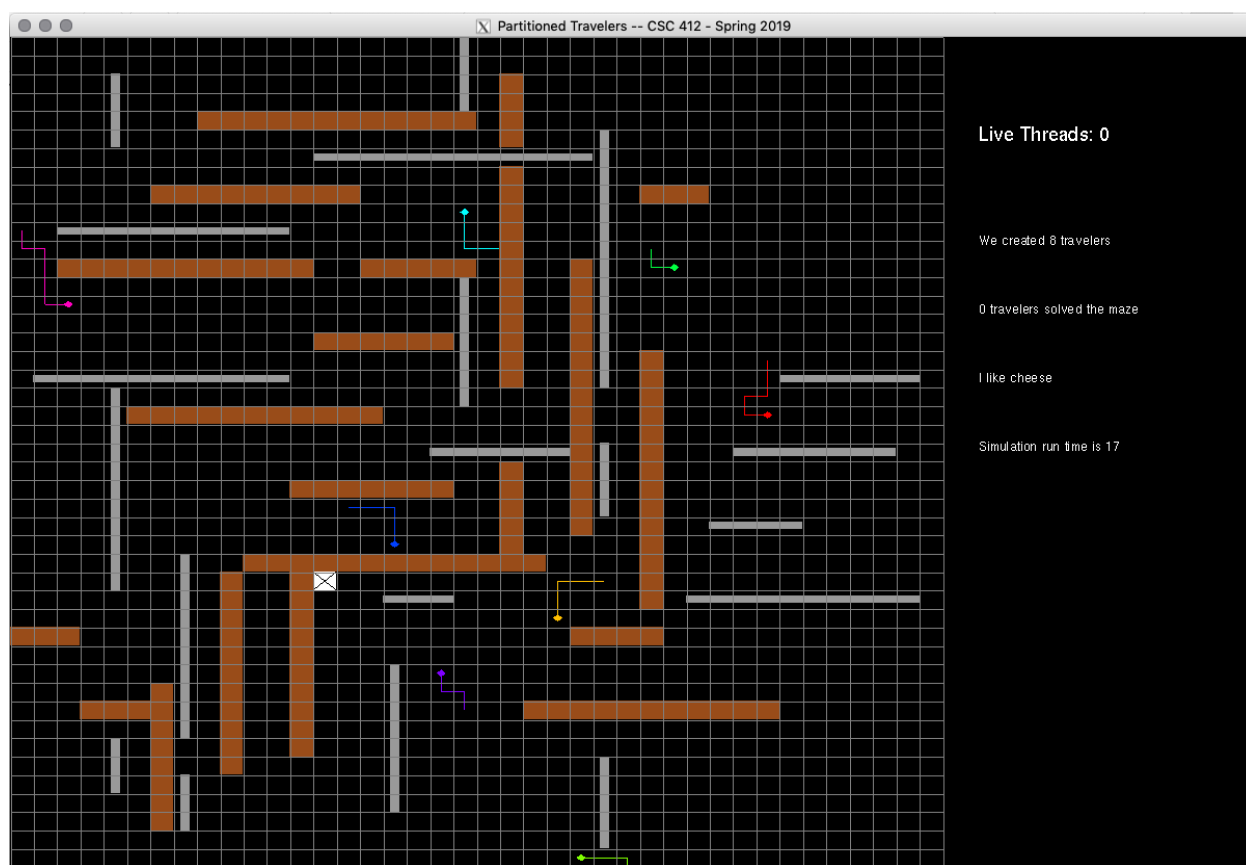 Partitioned Travelers -- CSC 412 - Spring 2019
Live Threads: 0
We created 8 travelers
0 travelers solved the maze
I like cheese
Simulation run time is 17